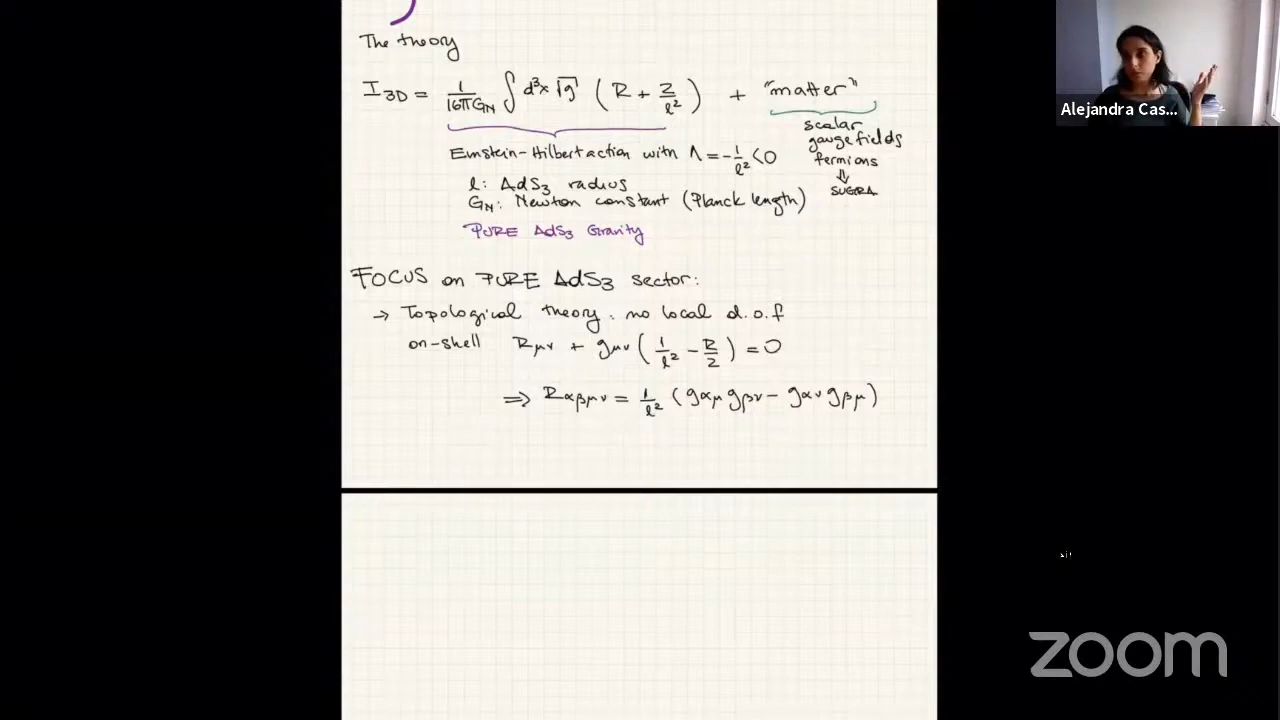 The theory
I3D = 1/16πGN ∫ d³x √g (R + 2/ℓ²) + "matter"
scalar
gauge fields
fermions
⇓
SUGRA
Einstein-Hilbert action with Λ = -1/ℓ² < 0
ℓ: AdS3 radius
GN: Newton constant (Planck length)
PURE AdS3 Gravity
FOCUS on PURE AdS3 sector:
→ Topological theory: no local d.o.f
on-shell Rμν + gμν (1/ℓ² - R/2) = 0
⟹ Rαβμν = 1/ℓ² (gαμ gβν - gαν gβμ)
Alejandra Cas...
zoom